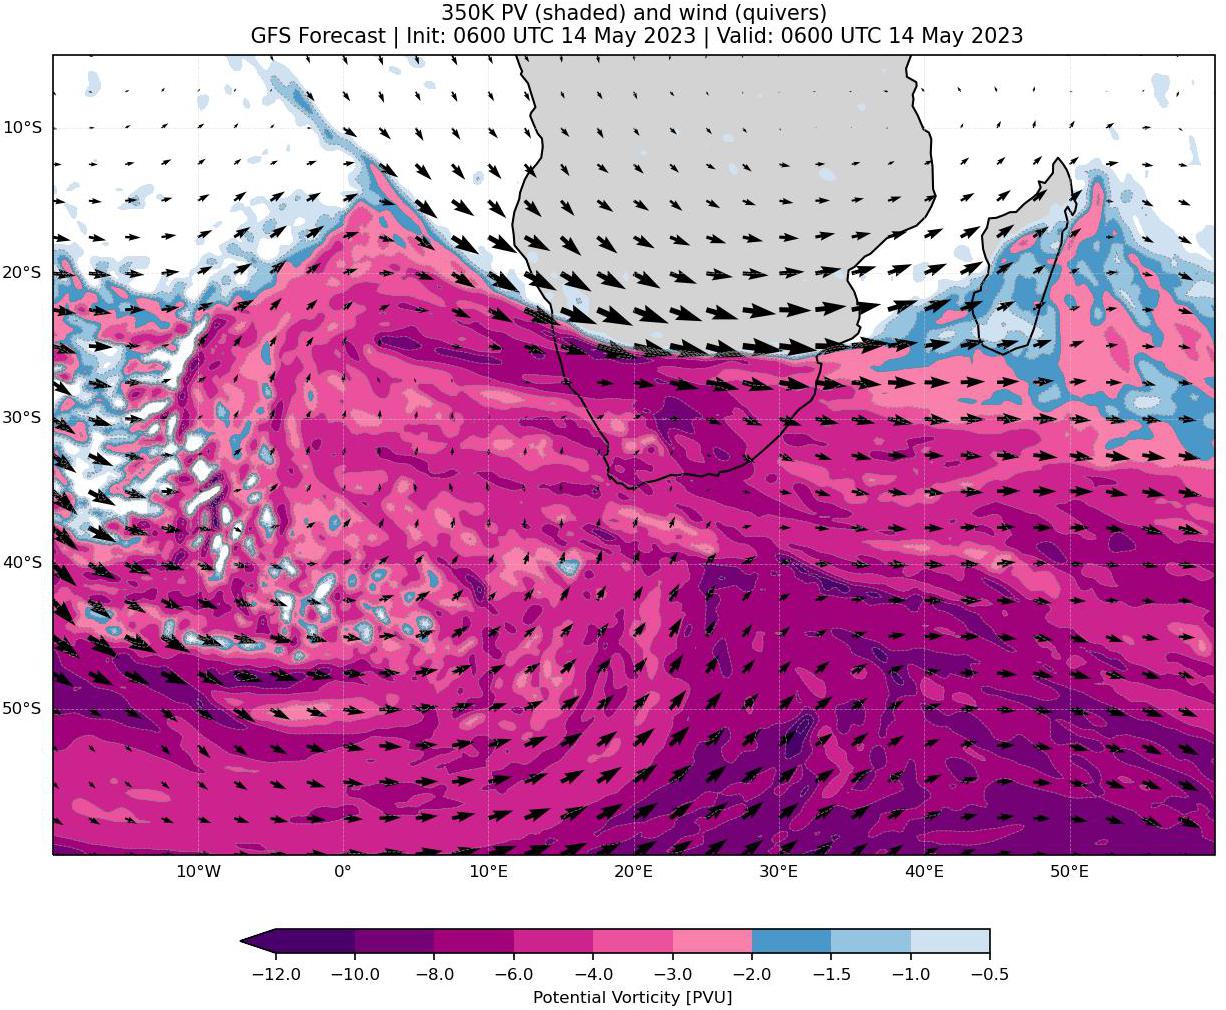 350K PV (shaded) and wind (quivers)
GFS Forecast | Init: 0600 UTC 14 May 2023 | Valid: 0600 UTC 14 May 2023
10°S
20°S
30°S
40°S
50°S
10°W 0° 10°E 20°E 30°E 40°E 50°E
−12.0 −10.0 −8.0 −6.0 −4.0 −3.0 −2.0 −1.5 −1.0 −0.5
Potential Vorticity [PVU]